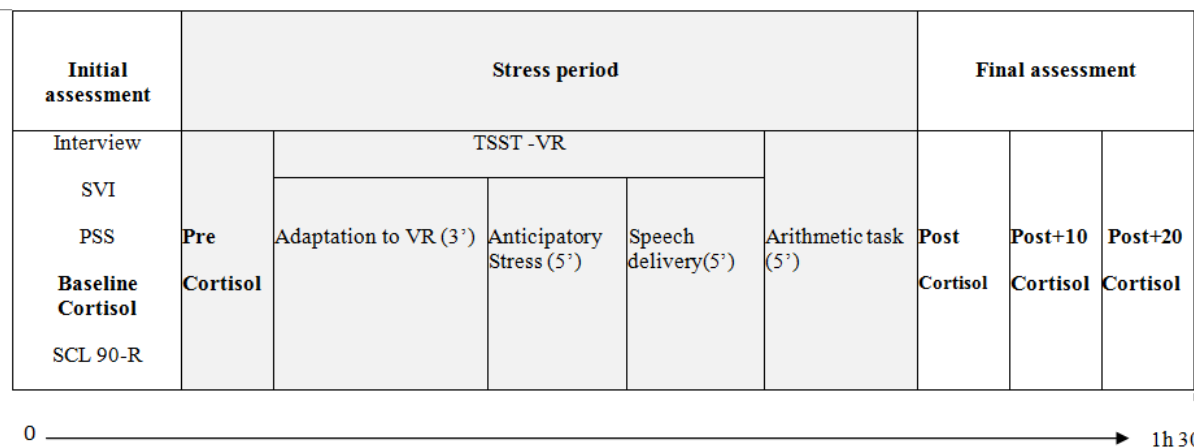 Initial
assessment
Stress period
Final assessment
Interview
SVI
PSS
Baseline
Cortisol
SCL 90-R
Pre
Cortisol
TSST -VR
Adaptation to VR (3’)
Anticipatory
Stress (5’)
Speech
delivery(5’)
Arithmetic task
(5’)
Post
Cortisol
Post+10
Cortisol
Post+20
Cortisol
0
1h 30